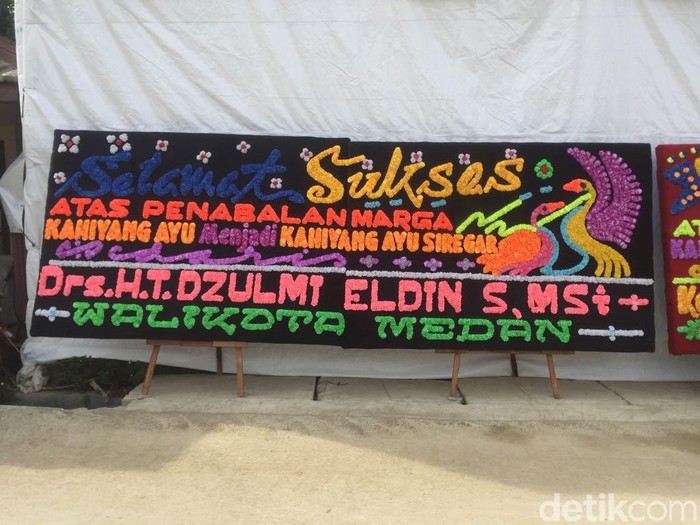 Selamat Sukses
ATAS PENABALAN MARGA
KAHIYANG AYU Menjadi KAHIYANG AYU SIREGAR
Drs.H.T.DZULMI ELDIN S,MSi
WALIKOTA MEDAN
detikcom